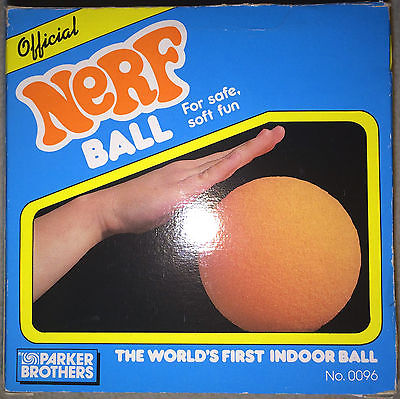 Official
NeRF
BALL
For safe,
soft fun
PARKER
BROTHERS
THE WORLD'S FIRST INDOOR BALL
No. 0096